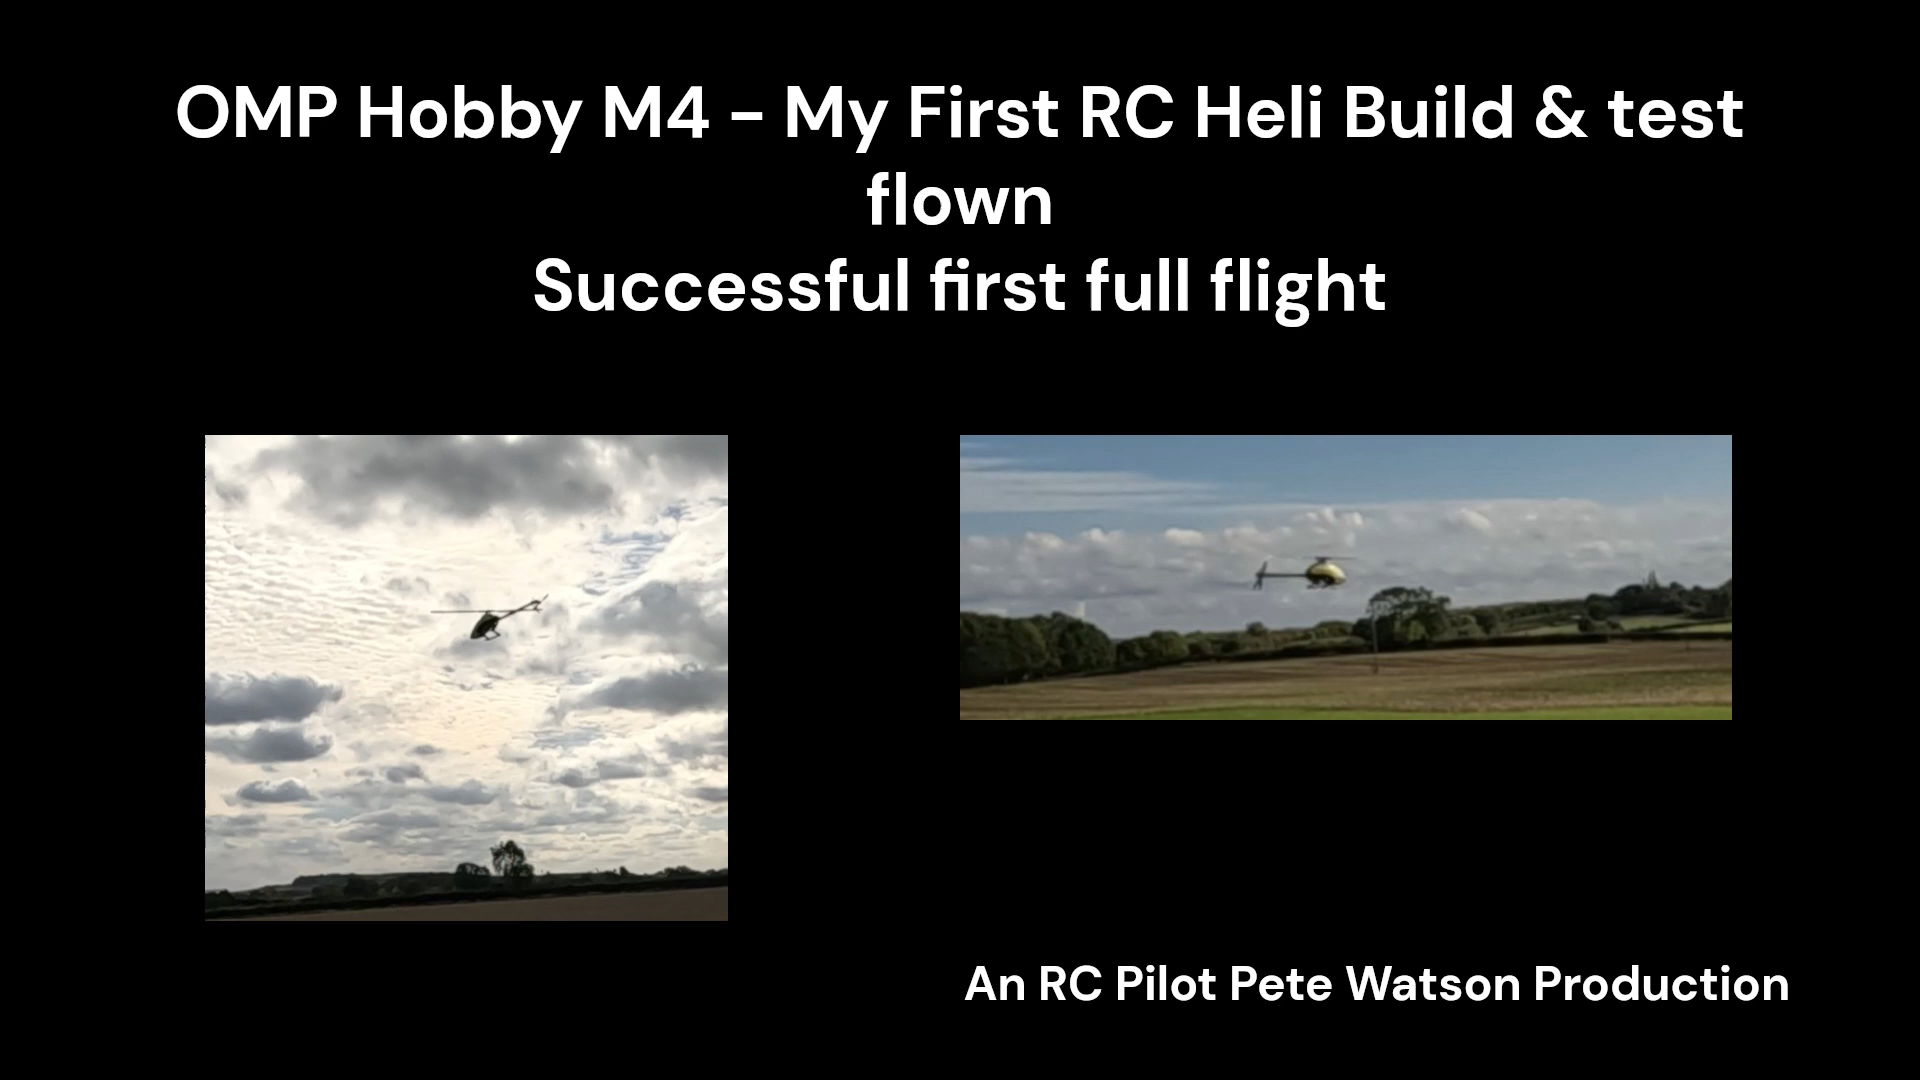 OMP Hobby M4 - My First RC Heli Build & test
flown
Successful first full flight
An RC Pilot Pete Watson Production